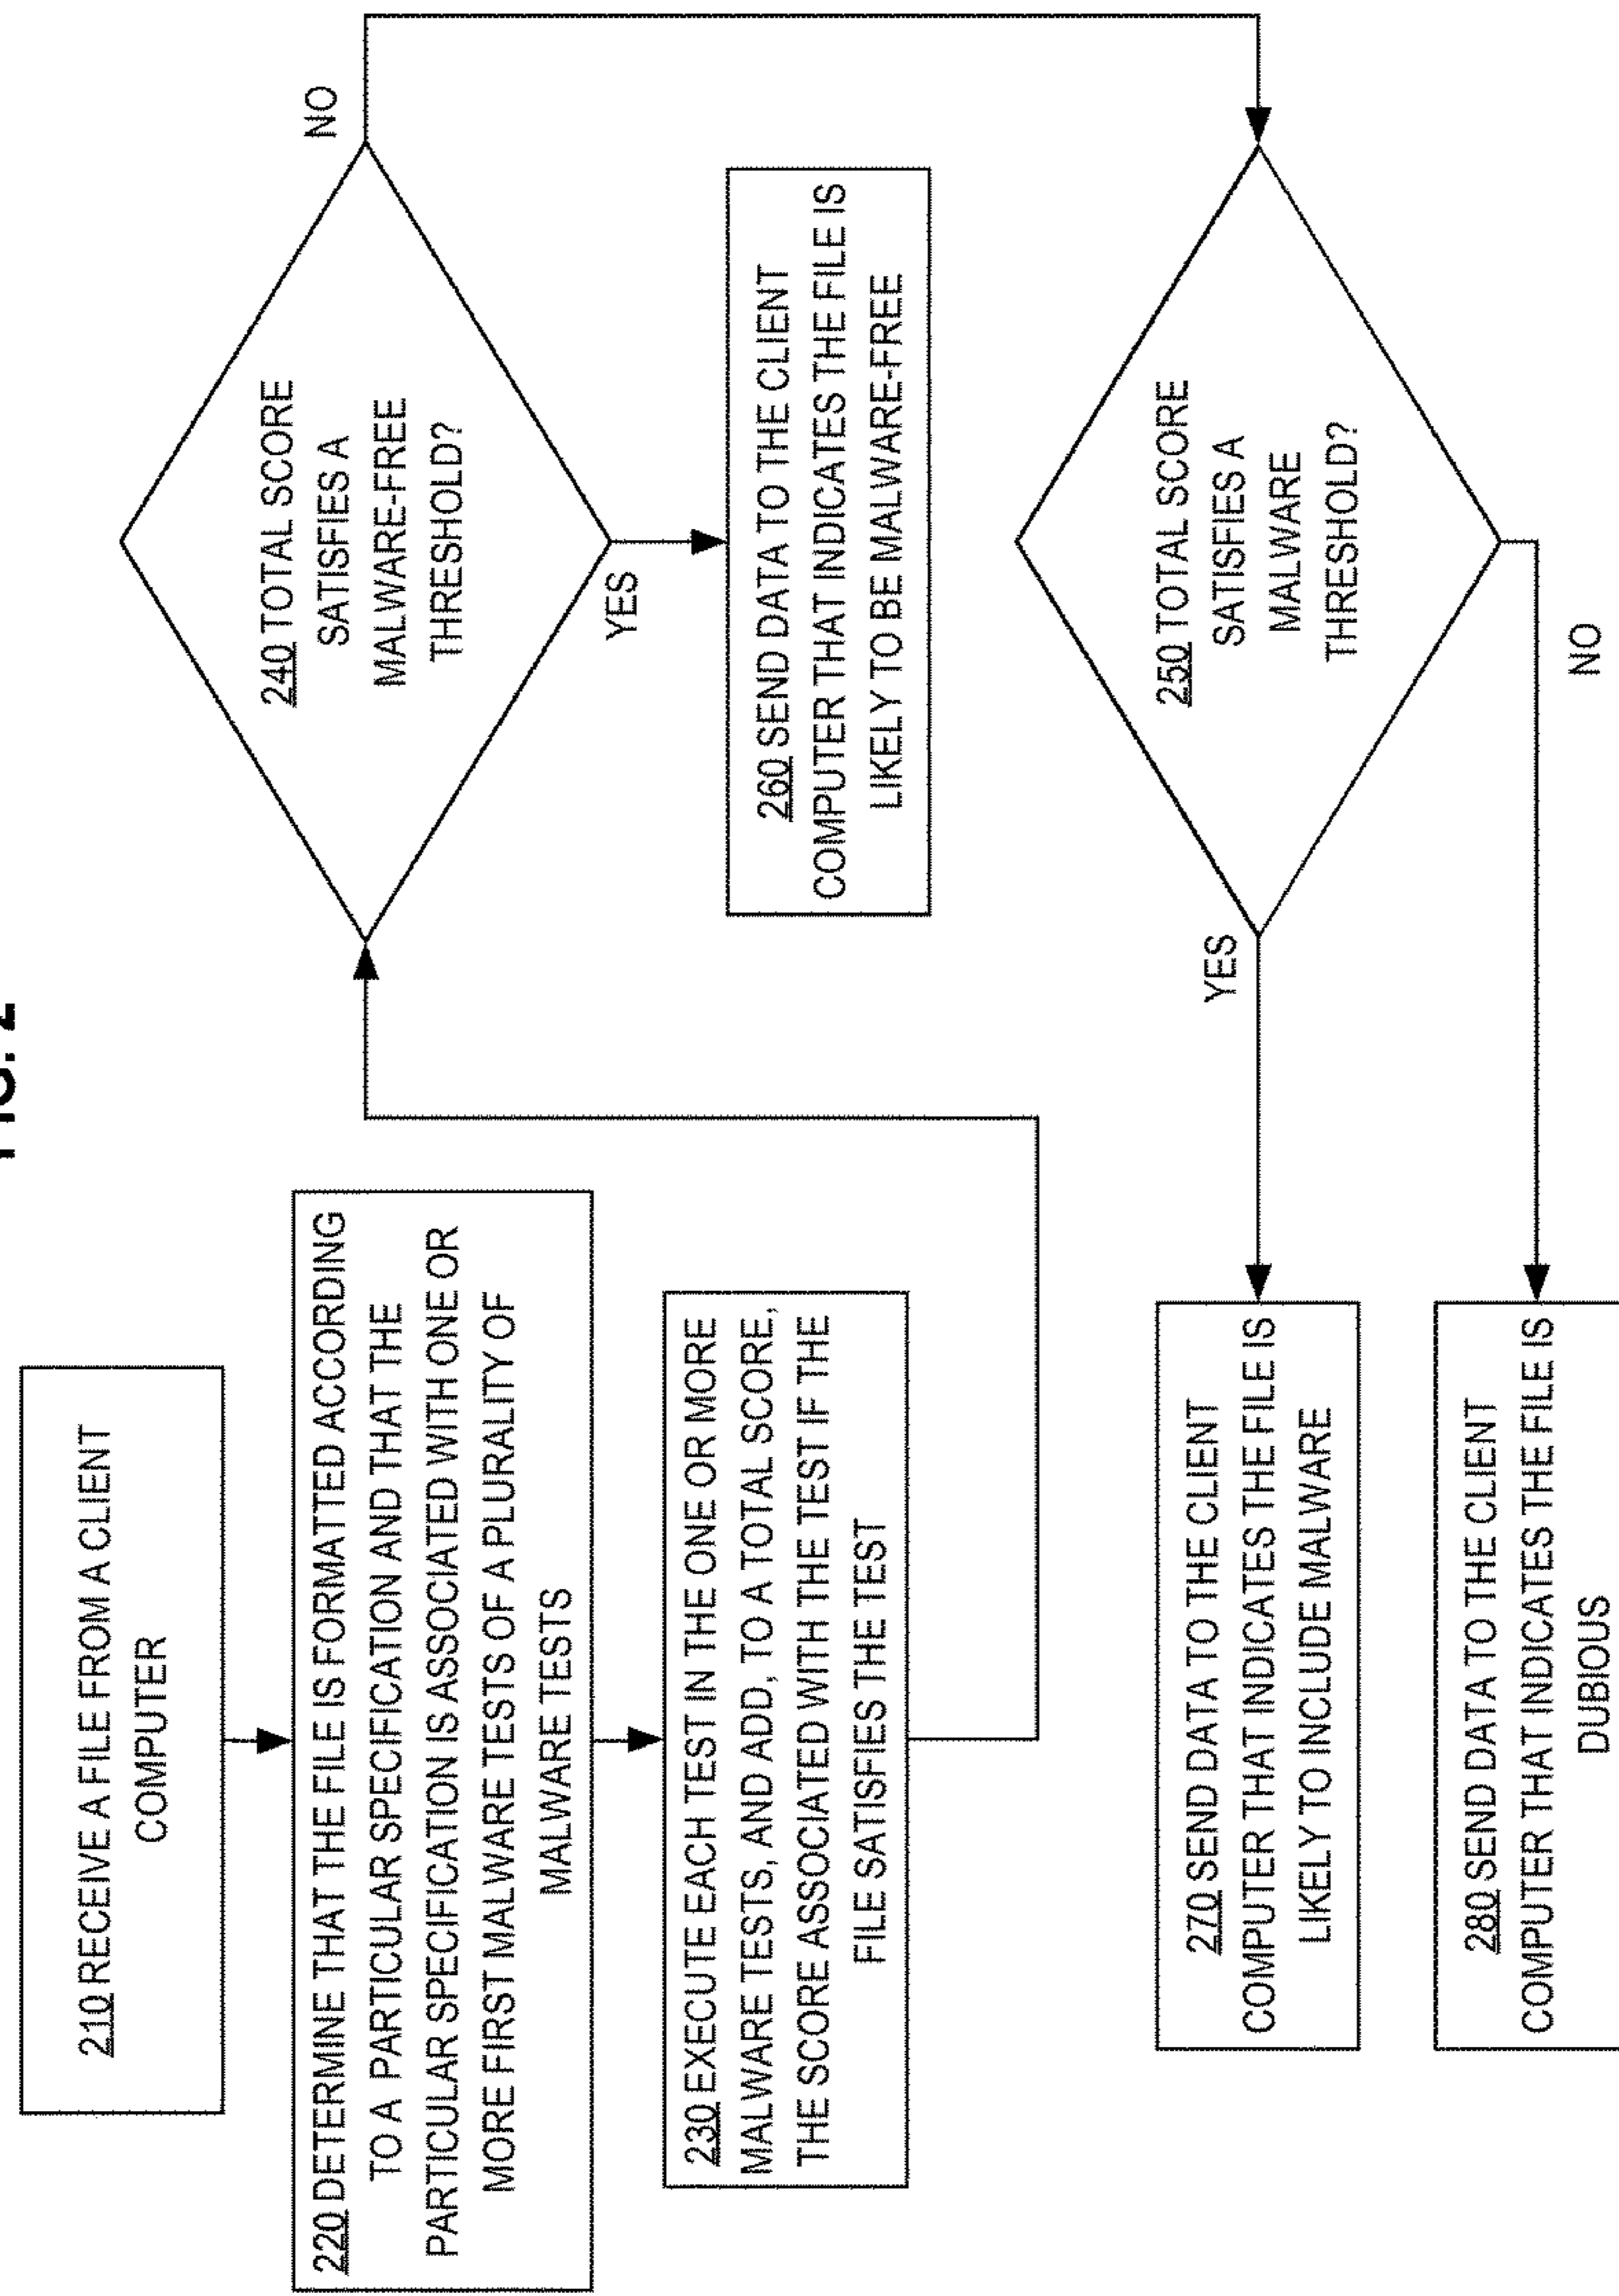 FIG. 2
210 RECEIVE A FILE FROM A CLIENT
COMPUTER
220 DETERMINE THAT THE FILE IS FORMATTED ACCORDING
TO A PARTICULAR SPECIFICATION AND THAT THE
PARTICULAR SPECIFICATION IS ASSOCIATED WITH ONE OR
MORE FIRST MALWARE TESTS OF A PLURALITY OF
MALWARE TESTS
230 EXECUTE EACH TEST IN THE ONE OR MORE
MALWARE TESTS, AND ADD, TO A TOTAL SCORE,
THE SCORE ASSOCIATED WITH THE TEST IF THE
FILE SATISFIES THE TEST
240 TOTAL SCORE
SATISFIES A
MALWARE-FREE
THRESHOLD?
NO
YES
260 SEND DATA TO THE CLIENT
COMPUTER THAT INDICATES THE FILE IS
LIKELY TO BE MALWARE-FREE
250 TOTAL SCORE
SATISFIES A
MALWARE
THRESHOLD?
YES
NO
270 SEND DATA TO THE CLIENT
COMPUTER THAT INDICATES THE FILE IS
LIKELY TO INCLUDE MALWARE
280 SEND DATA TO THE CLIENT
COMPUTER THAT INDICATES THE FILE IS
DUBIOUS